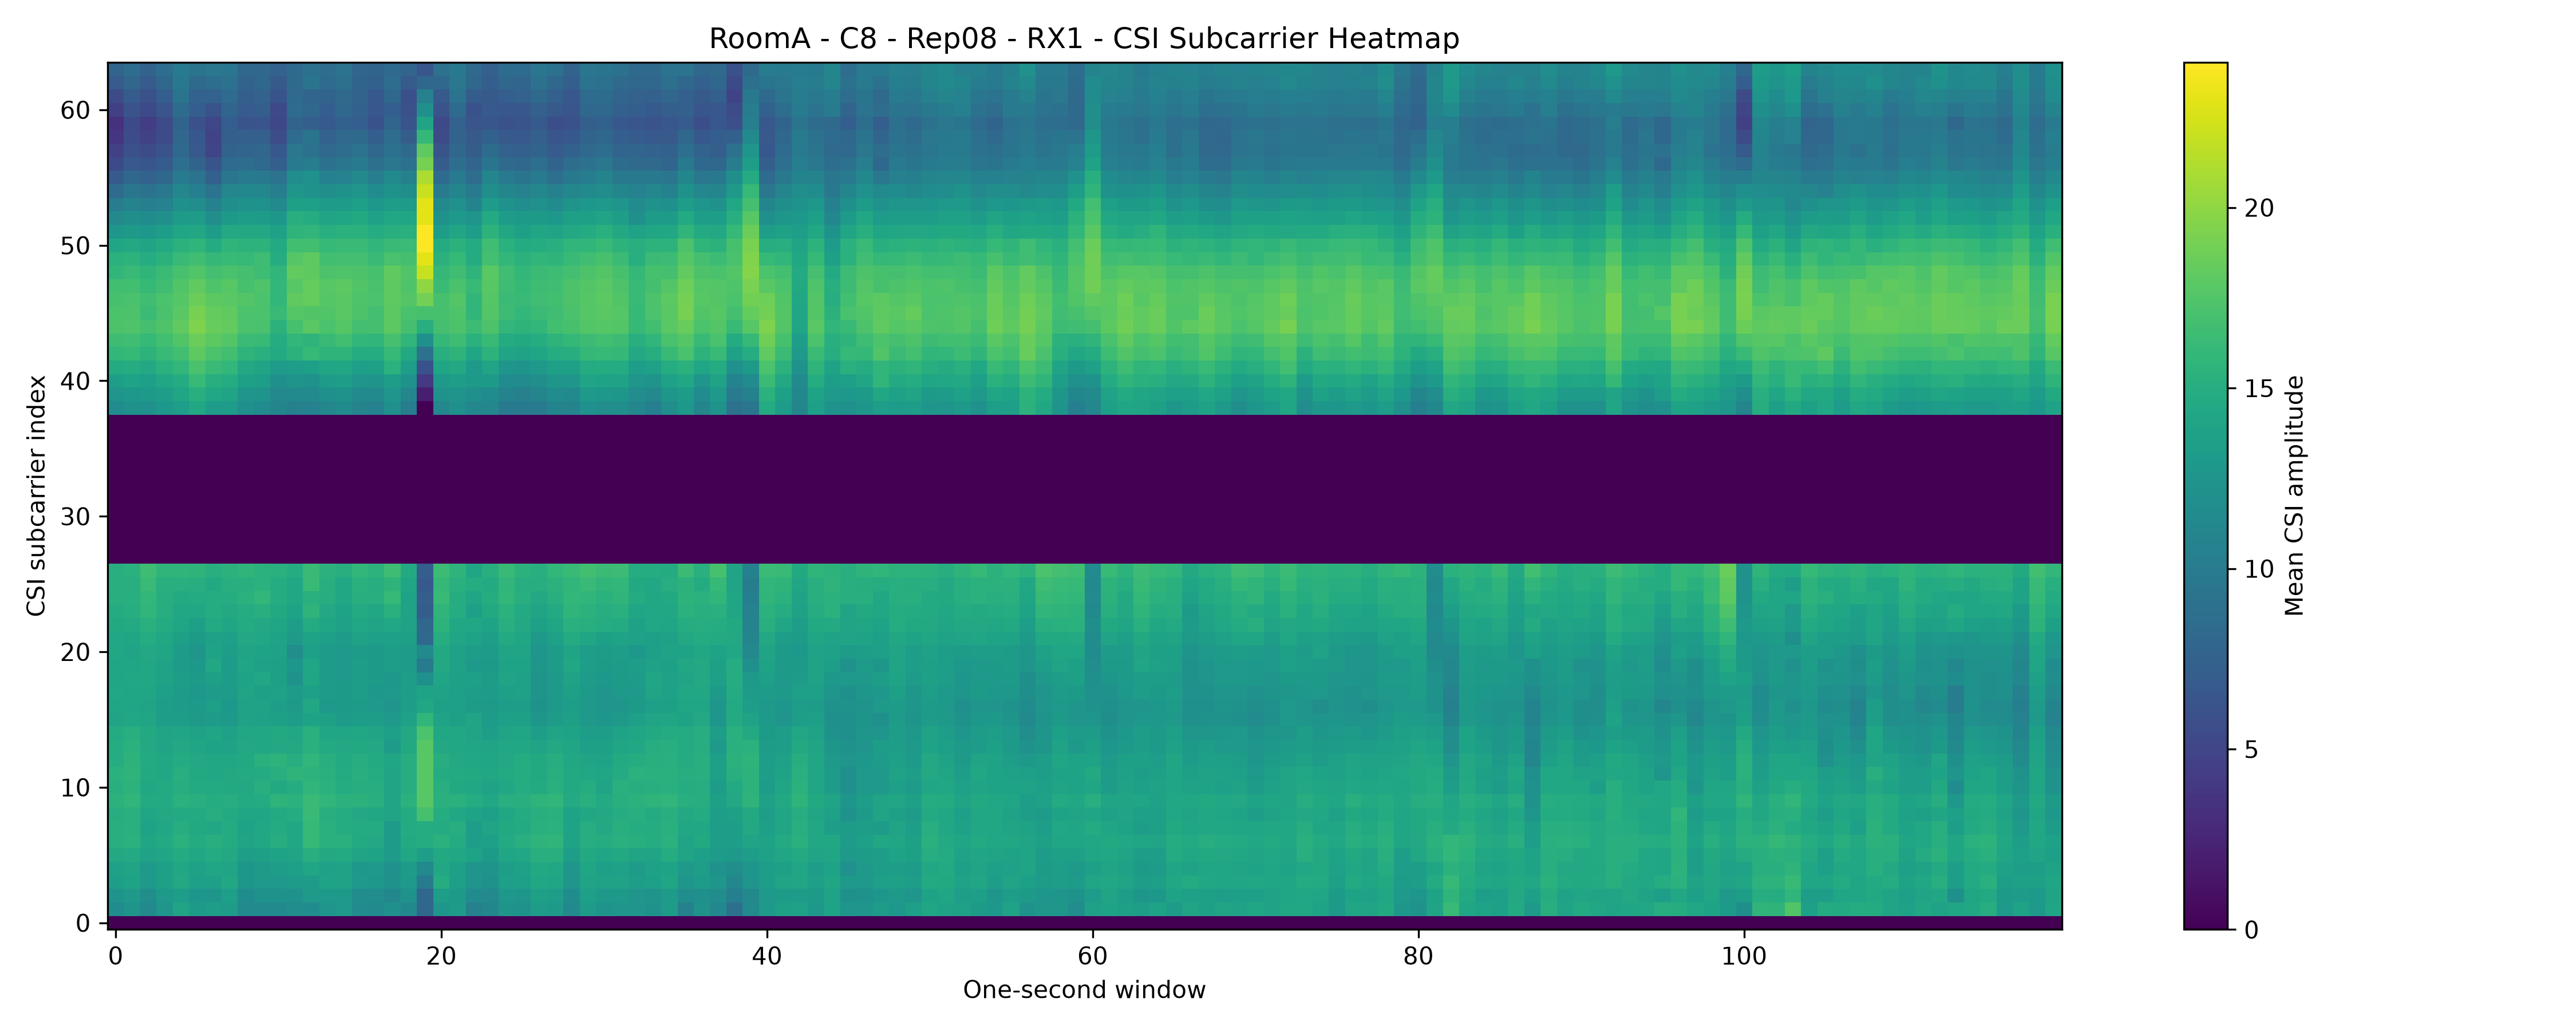 RoomA - C8 - Rep08 - RX1 - CSI Subcarrier Heatmap
CSI subcarrier index
60
50
40
30
20
10
0
0 20 40 60 80 100
One-second window
20
15
10
5
0
Mean CSI amplitude